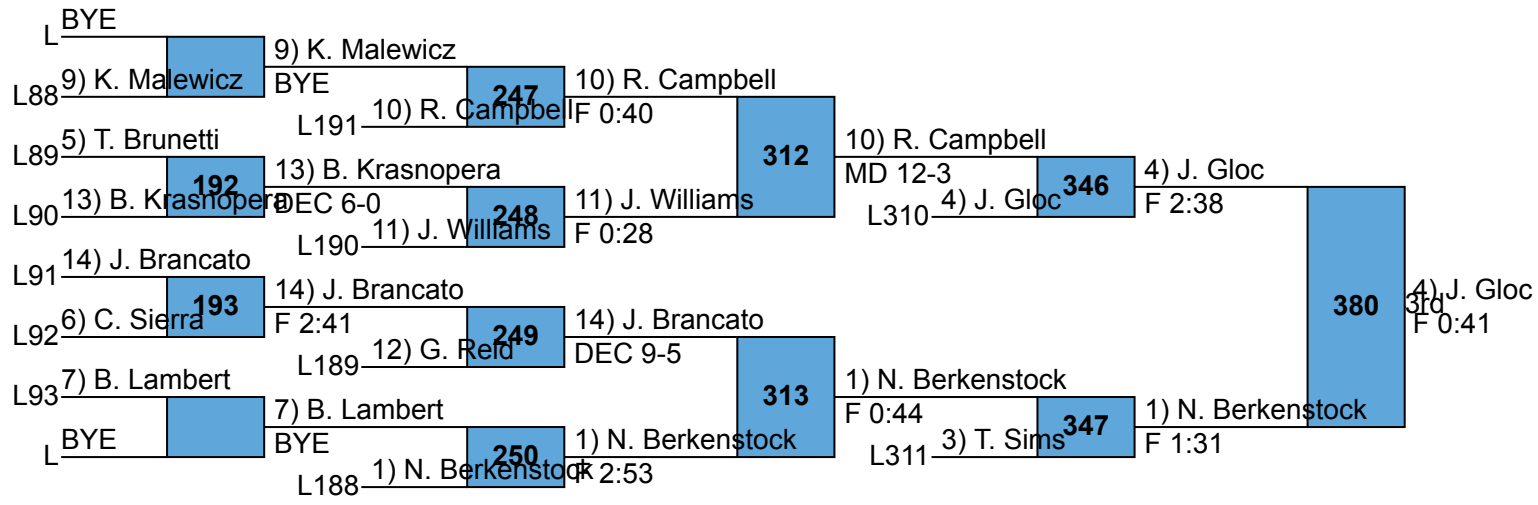 BYE
L
9) K. Malewicz
L88
9) K. Malewicz
BYE
247
10) R. Campbell
L191
10) R. Campbell
F 0:40
5) T. Brunetti
L89
192
13) B. Krasnopera
L90
13) B. Krasnopera
DEC 6-0
248
11) J. Williams
L190
11) J. Williams
F 0:28
312
10) R. Campbell
MD 12-3
346
4) J. Gloc
L310
4) J. Gloc
F 2:38
14) J. Brancato
L91
193
6) C. Sierra
L92
14) J. Brancato
F 2:41
249
12) G. Reid
L189
14) J. Brancato
DEC 9-5
313
7) B. Lambert
L93
BYE
L
7) B. Lambert
BYE
250
1) N. Berkenstock
L188
1) N. Berkenstock
F 2:53
1) N. Berkenstock
F 0:44
347
3) T. Sims
L311
1) N. Berkenstock
F 1:31
380
3rd
4) J. Gloc
F 0:41